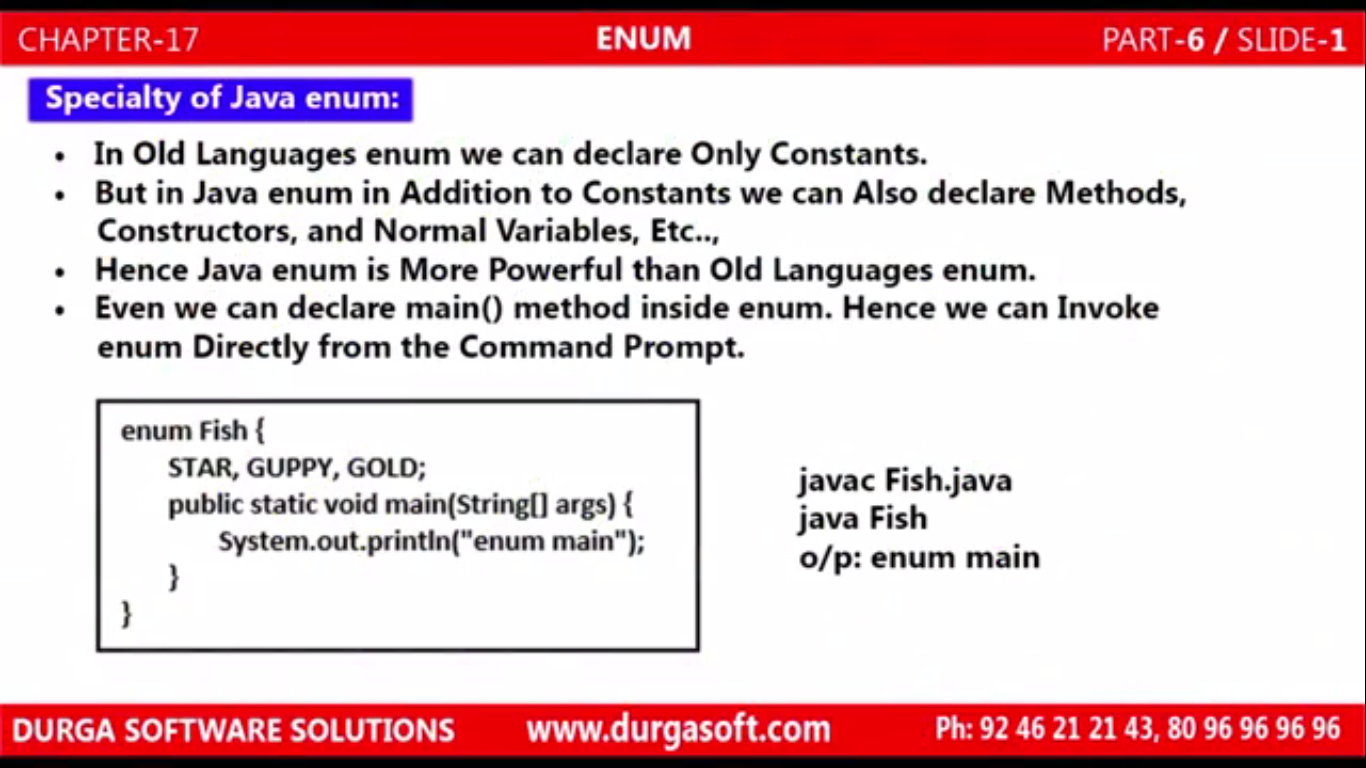 CHAPTER-17 ENUM PART-6 / SLIDE-1
Specialty of Java enum:
• In Old Languages enum we can declare Only Constants.
• But in Java enum in Addition to Constants we can Also declare Methods,
Constructors, and Normal Variables, Etc..,
• Hence Java enum is More Powerful than Old Languages enum.
• Even we can declare main() method inside enum. Hence we can Invoke
enum Directly from the Command Prompt.
enum Fish {
STAR, GUPPY, GOLD;
public static void main(String[] args) {
System.out.println("enum main");
}
}
javac Fish.java
java Fish
o/p: enum main
DURGA SOFTWARE SOLUTIONS www.durgasoft.com Ph: 92 46 21 21 43, 80 96 96 96 96